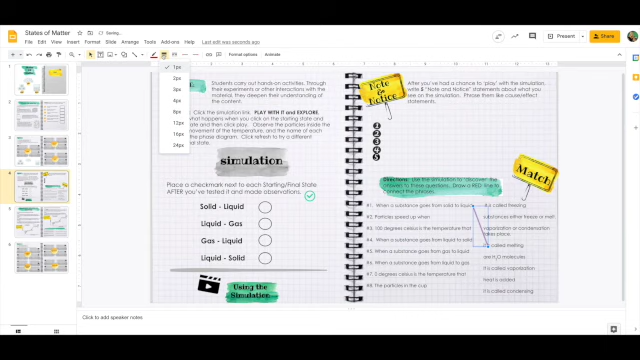 States of Matter
Saving...
File Edit View Insert Format Slide Arrange Tools Add-ons Help Last edit was seconds ago
Present
Share
Format options Animate
1px
2px
3px
4px
8px
12px
16px
24px
Students carry out hands-on activities. Through
their experiments or other interactions with the
material, they deepen their understanding of
the content.
Click the simulation link. PLAY WITH IT and EXPLORE
what happens when you click on the starting state and
state and then click play. Observe the particles inside
the movement of the temperature, and the name of each
the phase diagram. Click refresh to try a different
simulation
Place a checkmark next to each Starting/Final State
AFTER you've tested it and made observations.
Solid - Liquid
Liquid - Gas
Gas - Liquid
Liquid - Solid
Using the
Simulation
Note
&
Notice
After you've had a chance to 'play' with the simulation,
write 5 "Note and Notice" statements about what you
see on the simulation. Phrase them like cause/effect
statements.
1
2
3
4
5
Match
Directions: Use the simulation to discover the
answers to these questions. Draw a RED line to
connect the phrases.
#1. When a substance goes from solid to liquid
#2. Particles speed up when
#3. 100 degrees celsius is the temperature that
#4. When a substance goes from liquid to solid
#5. When a substance goes from gas to liquid
#6. When a substance goes from liquid to gas
#7. 0 degrees celsius is the temperature that
#8. The particles in the cup
it is called freezing
substances either freeze or melt
vaporization or condensation
takes place
it is called melting
are H₂O molecules
it is called vaporization
heat is added
it is called condensing
Click to add speaker notes